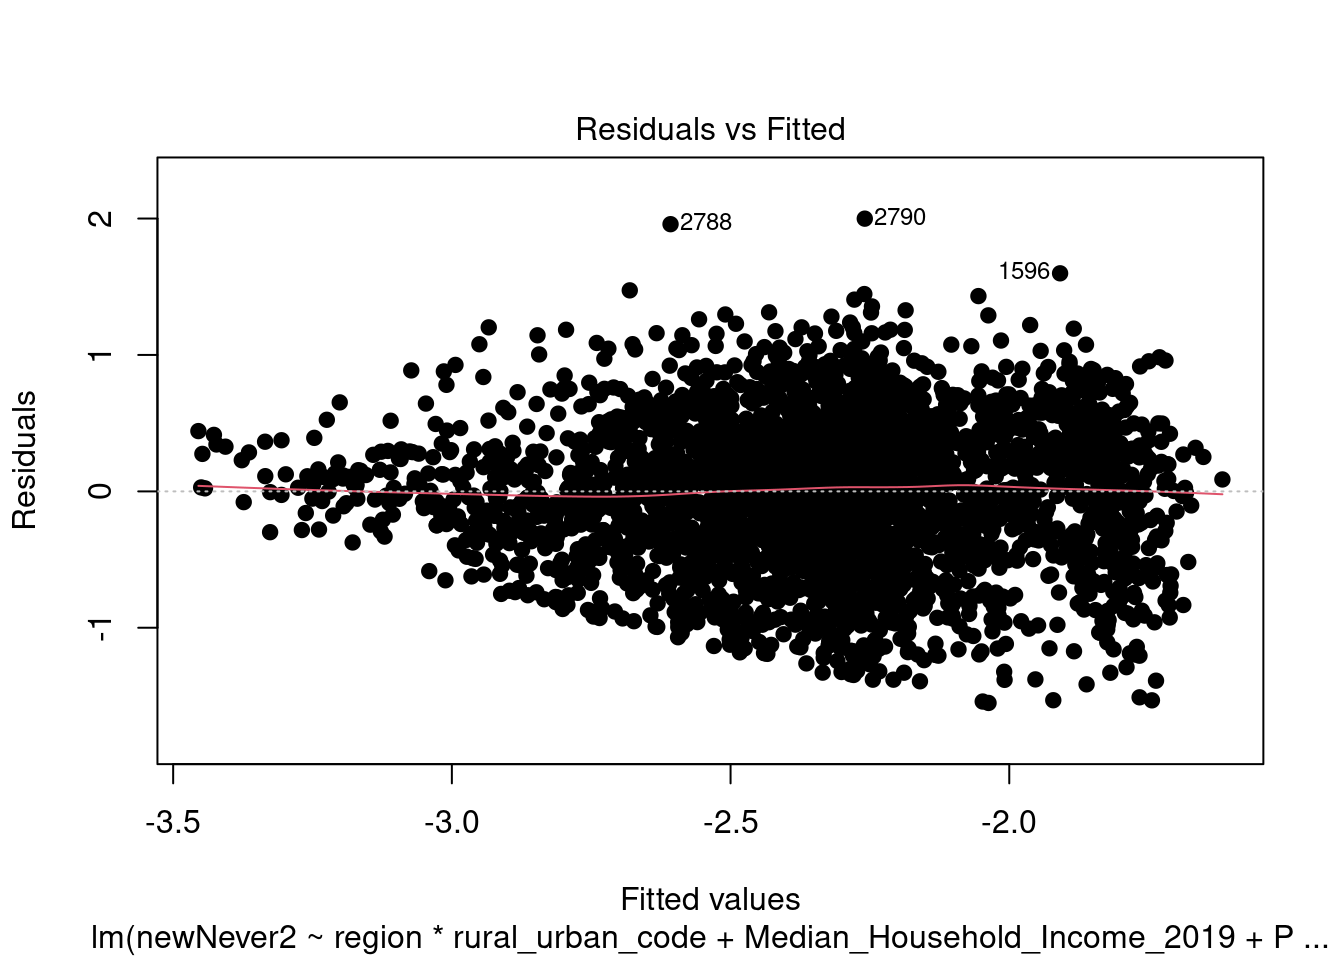 Residuals vs Fitted
2
1
0
-1
Residuals
2788
2790
1596
-3.5
-3.0
-2.5
-2.0
Fitted values
lm(newNever2 ~ region * rural_urban_code + Median_Household_Income_2019 + P ...